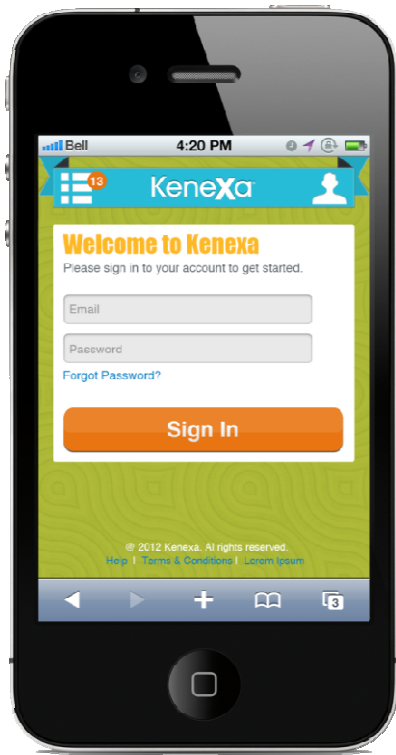 Bell 4:20 PM
13 Kenexa
Welcome to Kenexa
Please sign in to your account to get started.
Email
Password
Forgot Password?
Sign In
© 2012 Kenexa. All rights reserved.
Help | Terms & Conditions | Lorem Ipsum
3